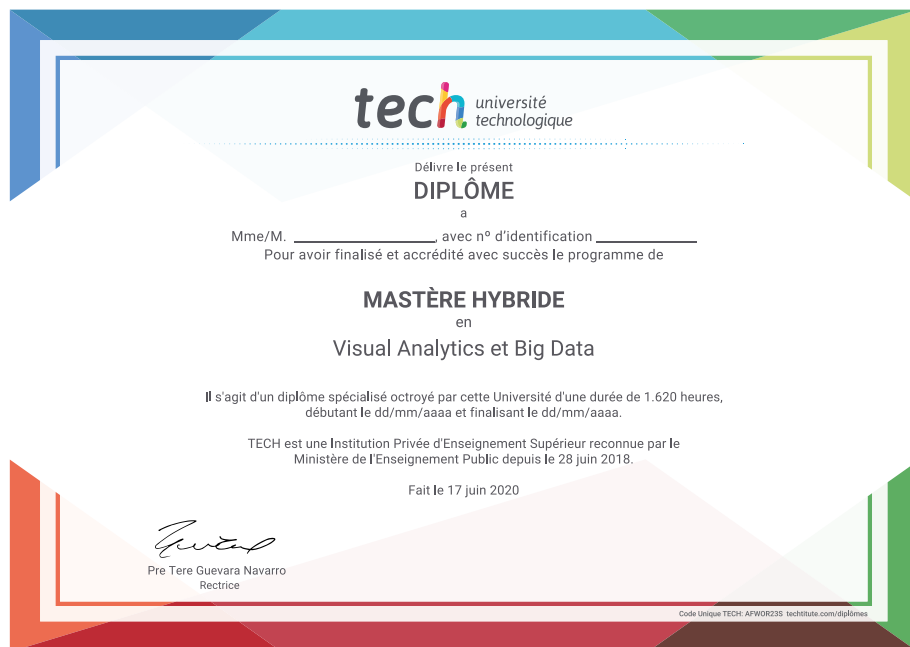 tech université
technologique
Délivre le présent
DIPLÔME
a
Mme/M. ____________, avec nº d'identification ____________
Pour avoir finalisé et accrédité avec succès le programme de
MASTÈRE HYBRIDE
en
Visual Analytics et Big Data
Il s'agit d'un diplôme spécialisé octroyé par cette Université d'une durée de 1.620 heures,
débutant le dd/mm/aaaa et finalisant le dd/mm/aaaa.
TECH est une Institution Privée d'Enseignement Supérieur reconnue par le
Ministère de l'Enseignement Public depuis le 28 juin 2018.
Fait le 17 juin 2020
Pre Tere Guevara Navarro
Rectrice
Code Unique TECH: AFWOR23S techtitute.com/diplômes